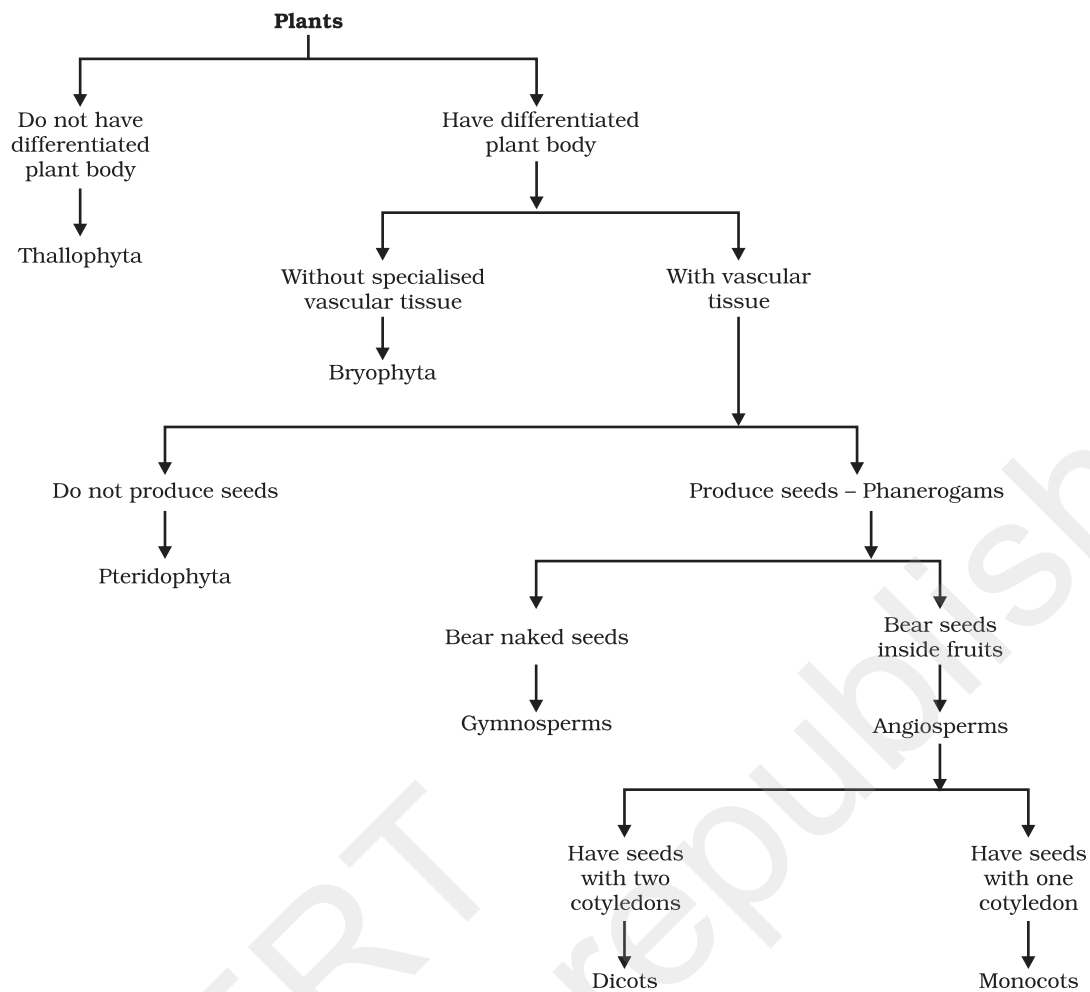 Plants
Do not have
differentiated
plant body
Have differentiated
plant body
Thallophyta
Without specialised
vascular tissue
With vascular
tissue
Bryophyta
Do not produce seeds
Produce seeds – Phanerogams
Pteridophyta
Bear naked seeds
Bear seeds
inside fruits
Gymnosperms
Angiosperms
Have seeds
with two
cotyledons
Have seeds
with one
cotyledon
Dicots
Monocots
republish